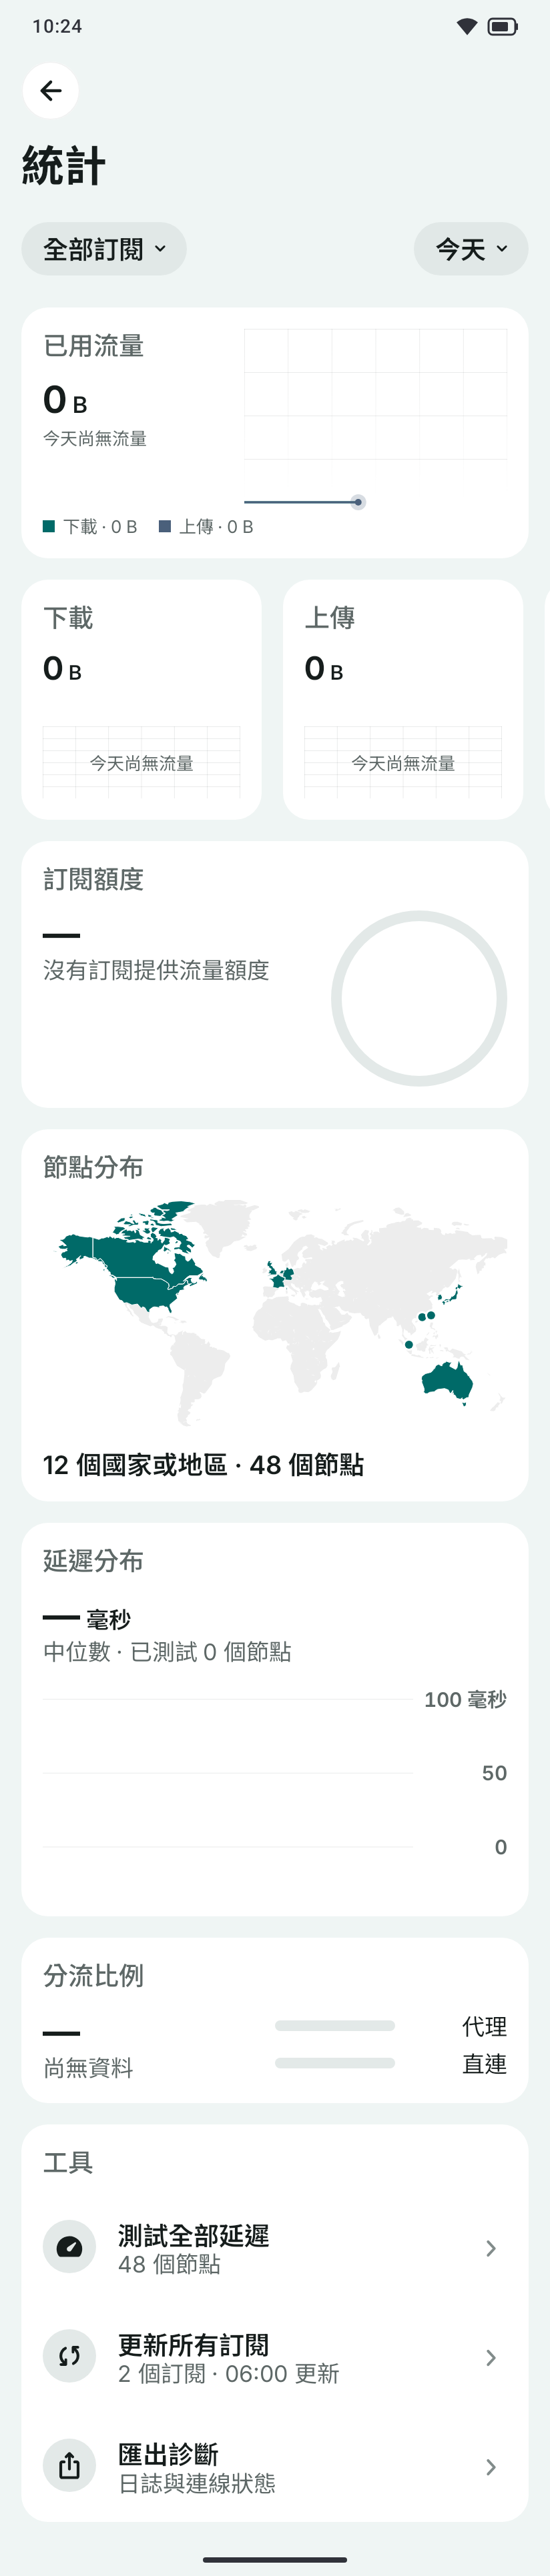 10:24
統計
全部訂閱
今天
已用流量
0 B
今天尚無流量
下載 · 0 B
上傳 · 0 B
下載
0 B
今天尚無流量
上傳
0 B
今天尚無流量
訂閱額度
—
沒有訂閱提供流量額度
節點分布
12 個國家或地區 · 48 個節點
延遲分布
— 毫秒
中位數 · 已測試 0 個節點
100 毫秒
50
0
分流比例
—
尚無資料
代理
直連
工具
測試全部延遲
48 個節點
更新所有訂閱
2 個訂閱 · 06:00 更新
匯出診斷
日誌與連線狀態